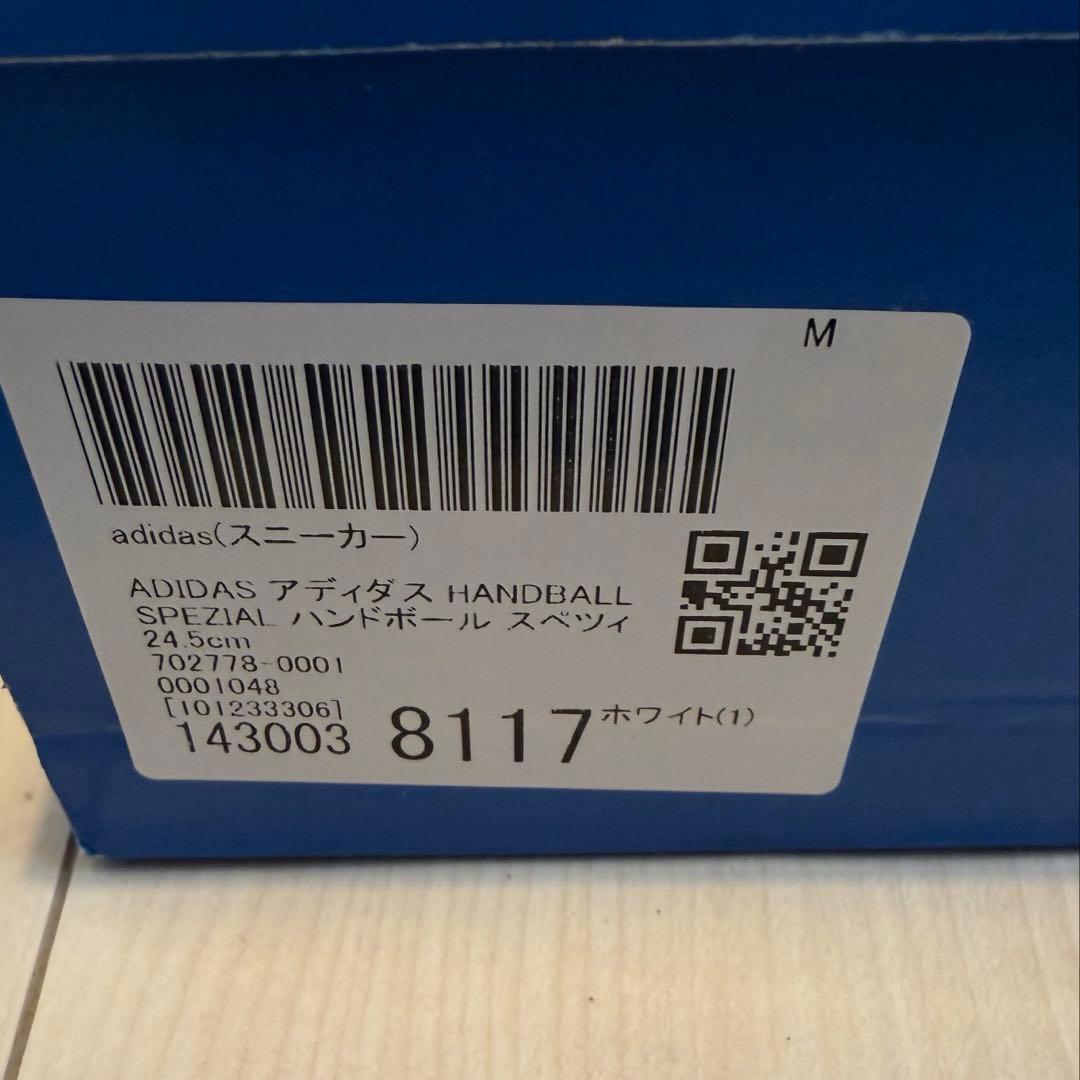 M
adidas(スニーカー)
ADIDAS アディダス HANDBALL
SPEZIAL ハンドボール スペツィ
24.5cm
702778-0001
0001048
[101233306]
143003 8117 ホワイト(1)